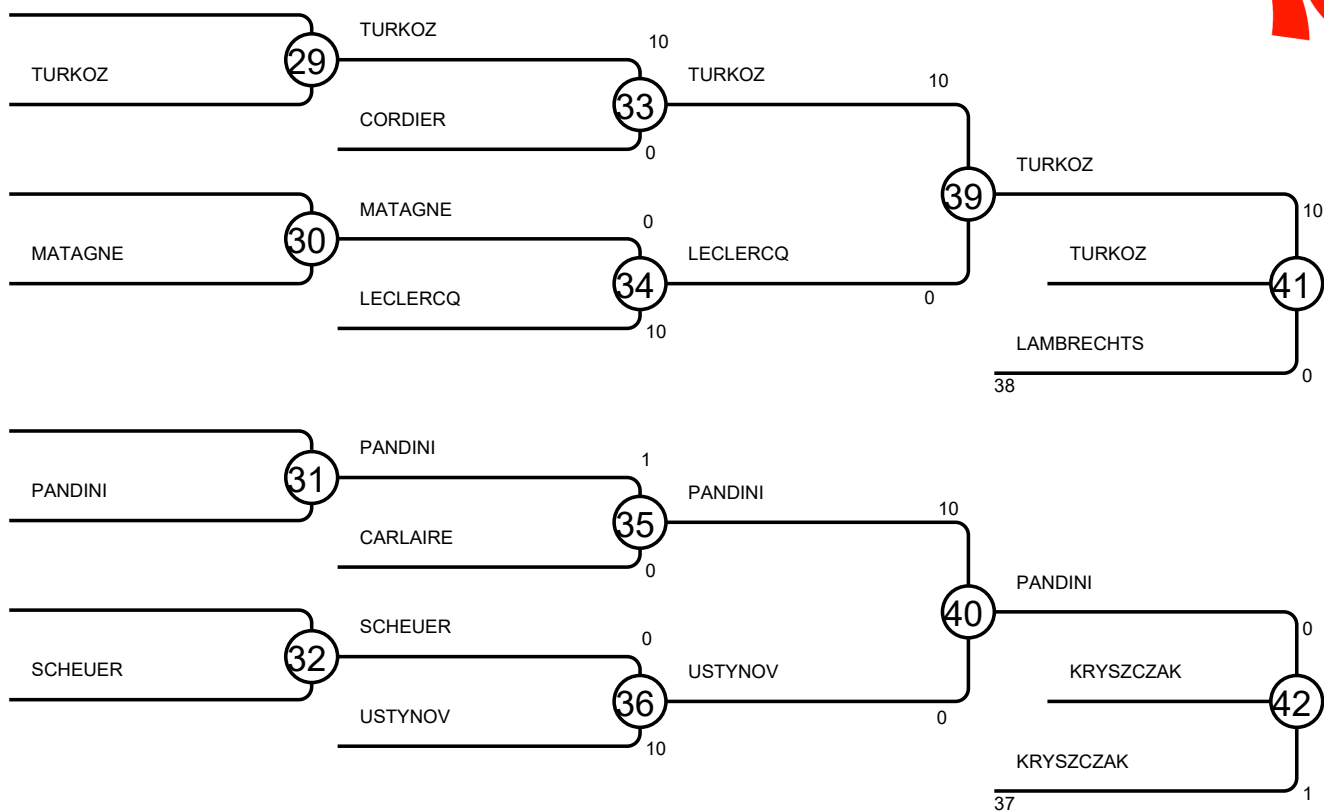 TURKOZ
10
TURKOZ
29
TURKOZ
10
TURKOZ
33
CORDIER
0
TURKOZ
39
10
MATAGNE
0
MATAGNE
30
LECLERCQ
TURKOZ
34
41
LECLERCQ
0
10
LAMBRECHTS
38
0
PANDINI
1
PANDINI
31
PANDINI
10
35
CARLAIRE
0
PANDINI
40
0
SCHEUER
0
SCHEUER
32
USTYNOV
KRYSZCZAK
36
42
USTYNOV
0
10
KRYSZCZAK
37
1